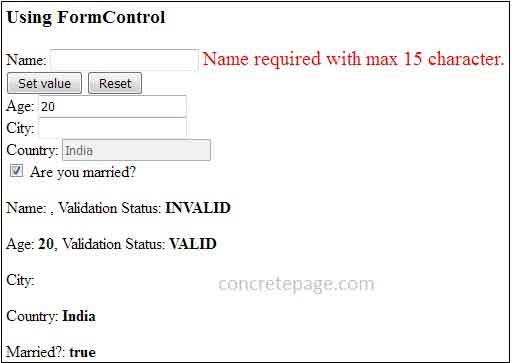 Using FormControl
Name: Name required with max 15 character.
Set value Reset
Age: 20
City:
Country: India
Are you married?
Name: , Validation Status: INVALID
Age: 20, Validation Status: VALID
City:
concretepage.com
Country: India
Married?: true